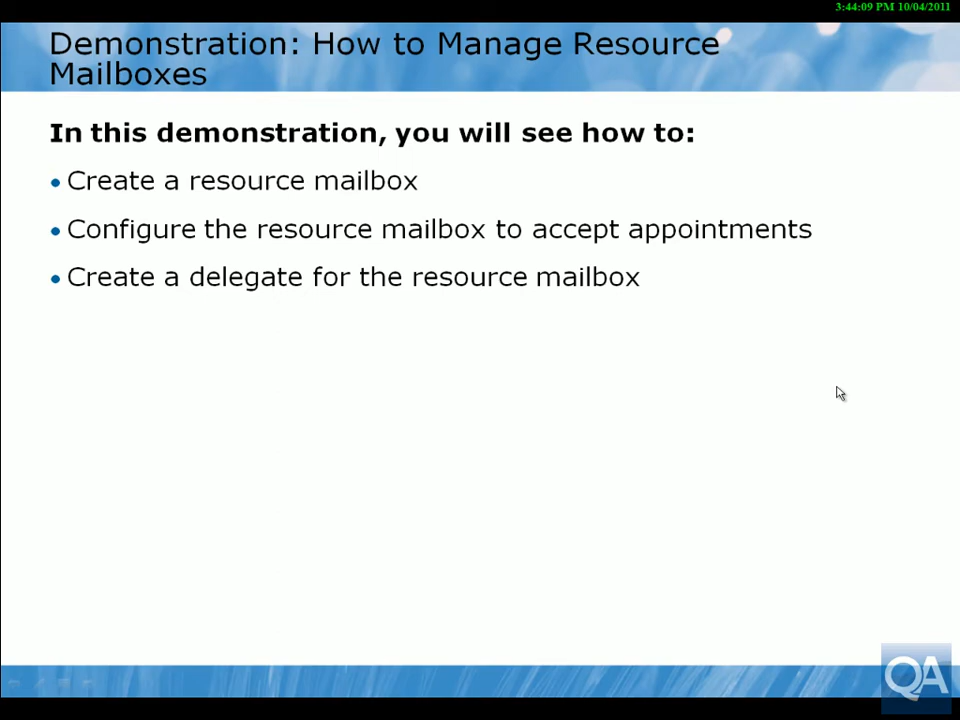 3:44:09 PM 10/04/2011
Demonstration: How to Manage Resource
Mailboxes
In this demonstration, you will see how to:
• Create a resource mailbox
• Configure the resource mailbox to accept appointments
• Create a delegate for the resource mailbox
QA